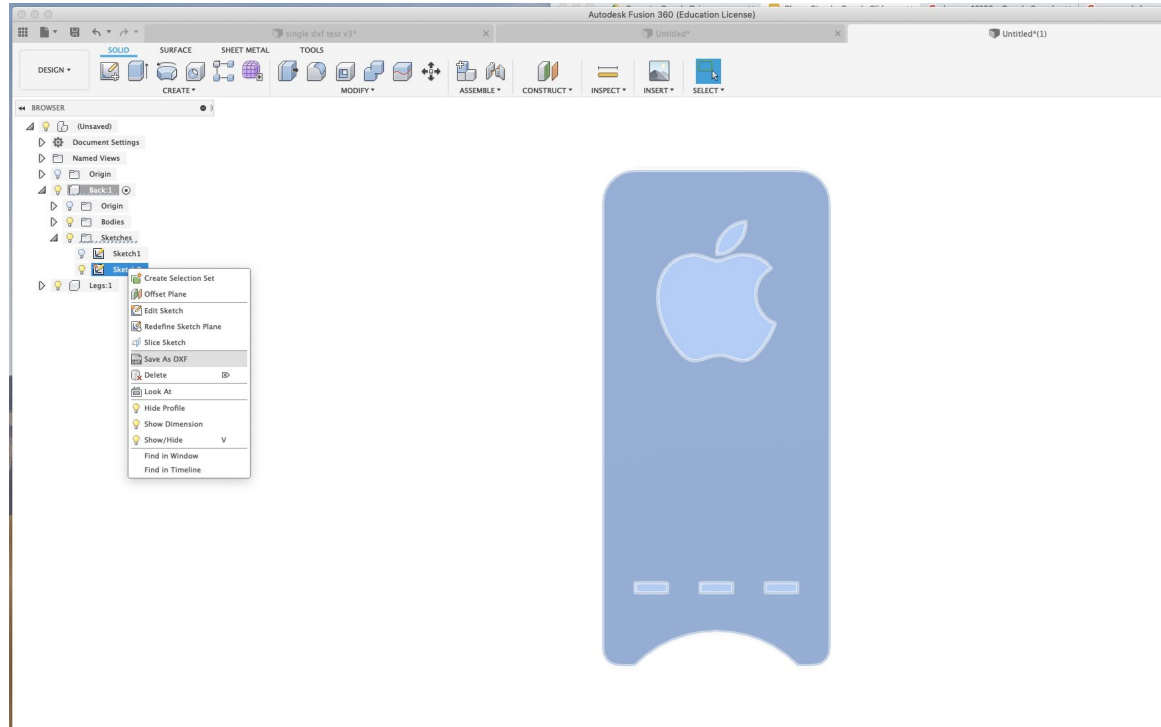 Autodesk Fusion 360 (Education License)
single dxf test v3*
Untitled*
Untitled*(1)
DESIGN
SOLID SURFACE SHEET METAL TOOLS
CREATE MODIFY ASSEMBLE CONSTRUCT INSPECT INSERT SELECT
BROWSER
(Unsaved)
Document Settings
Named Views
Origin
Back:1
Origin
Bodies
Sketches
Sketch1
Legs:1
Create Selection Set
Offset Plane
Edit Sketch
Redefine Sketch Plane
Slice Sketch
Save As DXF
Delete
Look At
Hide Profile
Show Dimension
Show/Hide V
Find in Window
Find in Timeline